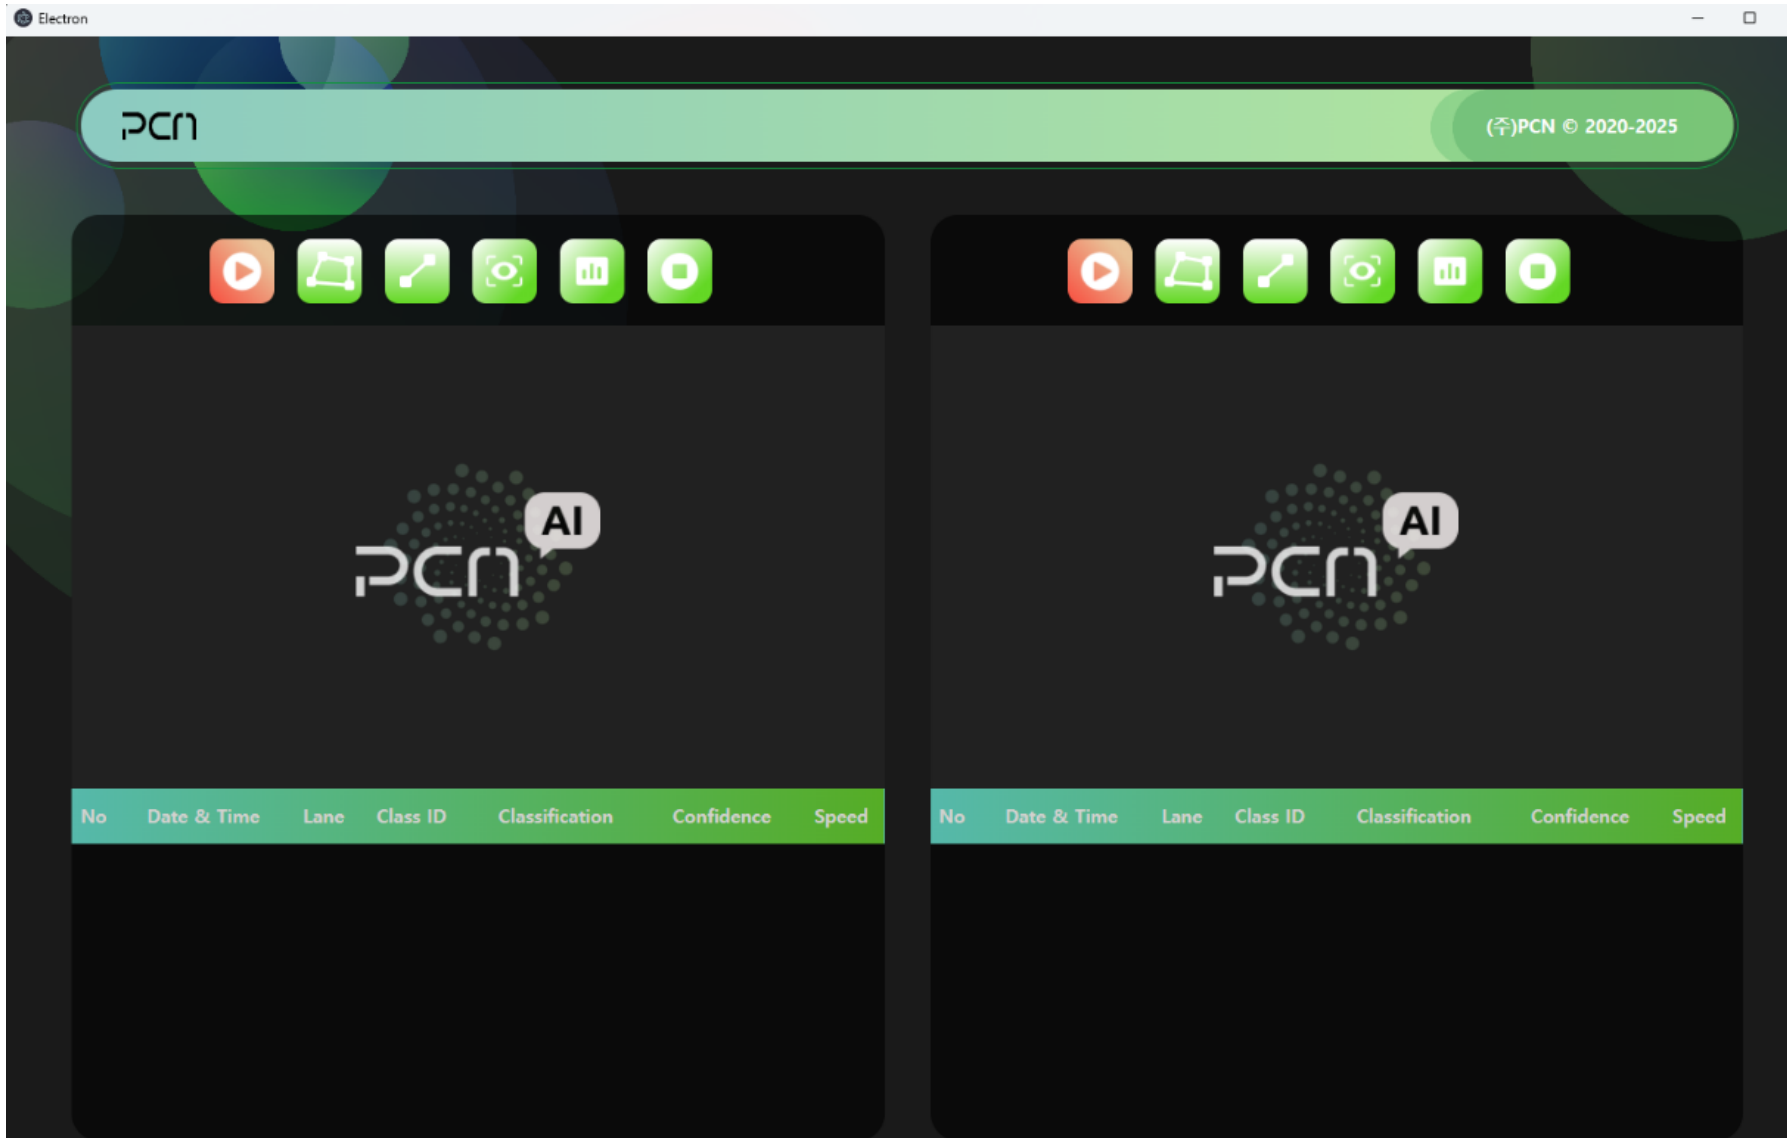 Electron
PCN
(주)PCN © 2020-2025
AI
PCN
AI
PCN
No Date & Time Lane Class ID Classification Confidence Speed
No Date & Time Lane Class ID Classification Confidence Speed